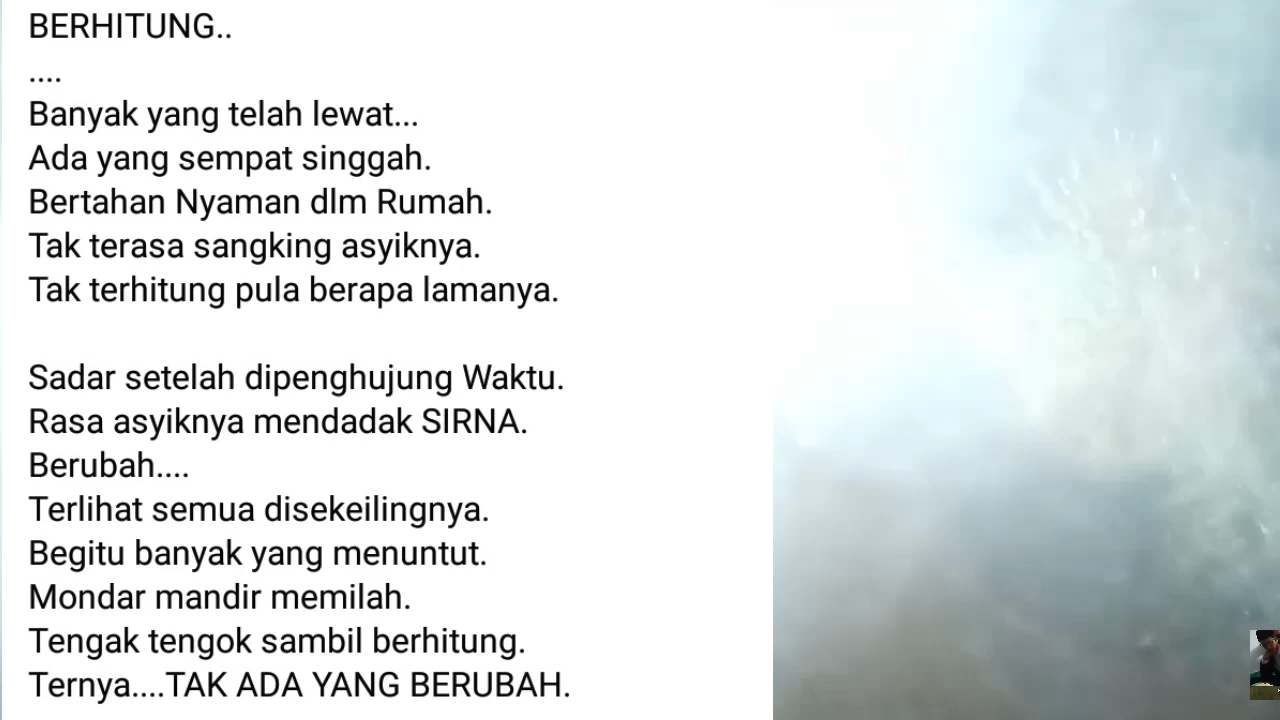 BERHITUNG..
....
Banyak yang telah lewat...
Ada yang sempat singgah.
Bertahan Nyaman dlm Rumah.
Tak terasa sangking asyiknya.
Tak terhitung pula berapa lamanya.
Sadar setelah dipenghujung Waktu.
Rasa asyiknya mendadak SIRNA.
Berubah....
Terlihat semua disekeilingnya.
Begitu banyak yang menuntut.
Mondar mandir memilah.
Tengak tengok sambil berhitung.
Ternya....TAK ADA YANG BERUBAH.